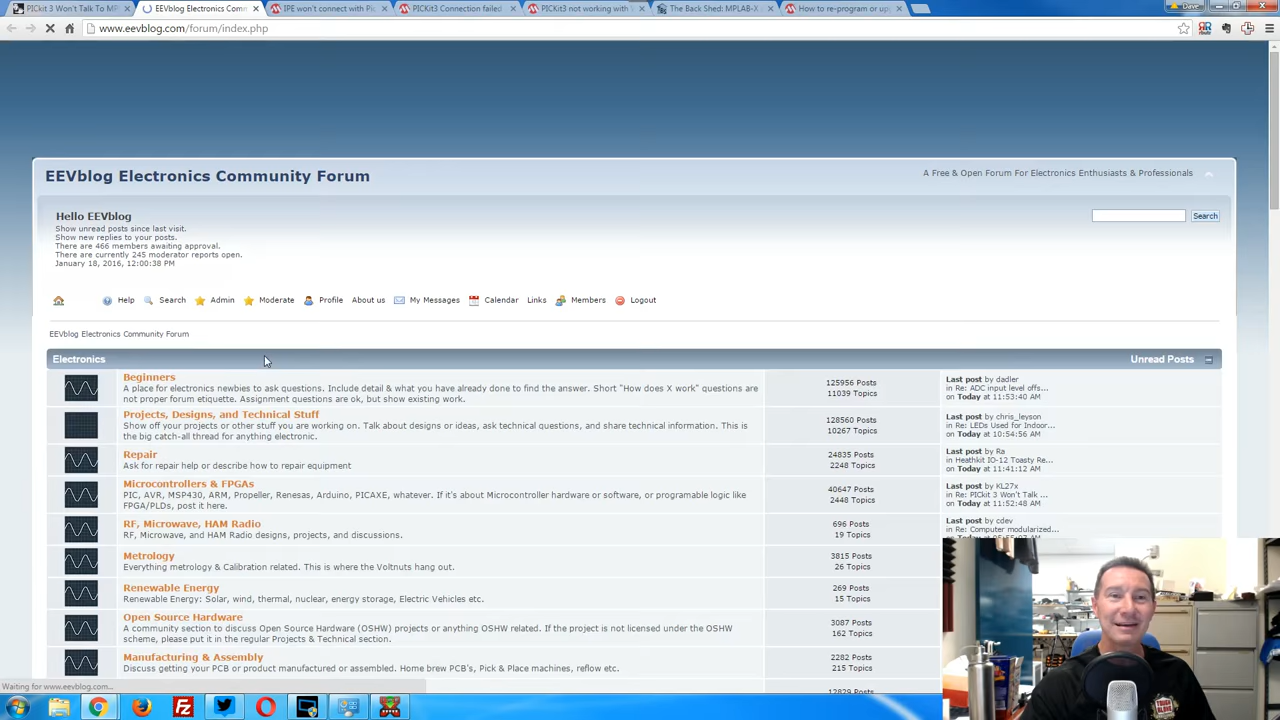 PICkit 3 Won't Talk To MP
EEVblog Electronics Com
IPE won't connect with Pic
PICKit3 Connection failed
PICKit3 not working with
The Back Shed: MPLAB-X
How to re-program or up
Dave
www.eevblog.com/forum/index.php
EEVblog Electronics Community Forum
A Free & Open Forum For Electronics Enthusiasts & Professionals
Hello EEVblog
Show unread posts since last visit.
Show new replies to your posts.
There are 466 members awaiting approval.
There are currently 245 moderator reports open.
January 18, 2016, 12:00:38 PM
Search
Help Search Admin Moderate Profile About us My Messages Calendar Links Members Logout
EEVblog Electronics Community Forum
Electronics
Unread Posts
Beginners
A place for electronics newbies to ask questions. Include detail & what you have already done to find the answer. Short "How does X work" questions are
not proper forum etiquette. Assignment questions are ok, but show existing work.
125956 Posts
11039 Topics
Last post by dadler
in Re: ADC input level offs...
on Today at 11:53:40 AM
Projects, Designs, and Technical Stuff
Show off your projects or other stuff you are working on. Talk about designs or ideas, ask technical questions, and share technical information. This is
the big catch-all thread for anything electronic.
128560 Posts
10267 Topics
Last post by chris_leyson
in Re: LEDs Used for Indoor...
on Today at 10:54:56 AM
Repair
Ask for repair help or describe how to repair equipment
24835 Posts
2248 Topics
Last post by Ra
in Heathkit IO-12 Toasty Re...
on Today at 11:41:12 AM
Microcontrollers & FPGAs
PIC, AVR, MSP430, ARM, Propeller, Renesas, Arduino, PICAXE, whatever. If it's about Microcontroller hardware or software, or programable logic like
FPGA/PLDs, post it here.
40647 Posts
2448 Topics
Last post by KL27x
in Re: PICkit 3 Won't Talk ...
on Today at 11:52:48 AM
RF, Microwave, HAM Radio
RF, Microwave, and HAM Radio designs, projects, and discussions.
696 Posts
19 Topics
Last post by cdev
in Re: Computer modularized...
Metrology
Everything metrology & Calibration related. This is where the Voltnuts hang out.
3815 Posts
26 Topics
Renewable Energy
Renewable Energy: Solar, wind, thermal, nuclear, energy storage, Electric Vehicles etc.
269 Posts
15 Topics
Open Source Hardware
A community section to discuss Open Source Hardware (OSHW) projects or anything OSHW related. If the project is not licensed under the OSHW
scheme, please put it in the regular Projects & Technical section.
3087 Posts
162 Topics
Manufacturing & Assembly
Discuss getting your PCB or product manufactured or assembled. Home brew PCB's, Pick & Place machines, reflow etc.
2282 Posts
215 Topics
Waiting for www.eevblog.com...